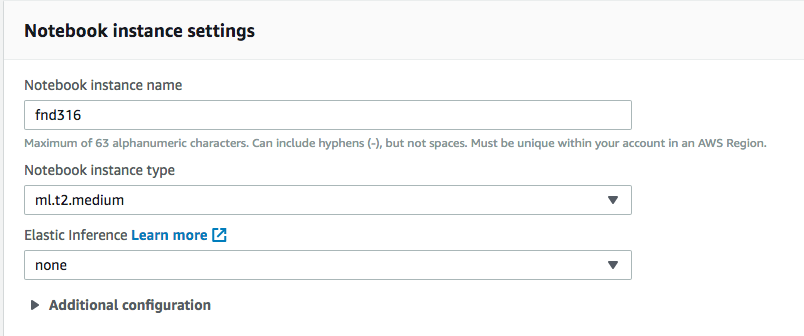 Notebook instance settings
Notebook instance name
fnd316
Maximum of 63 alphanumeric characters. Can include hyphens (-), but not spaces. Must be unique within your account in an AWS Region.
Notebook instance type
ml.t2.medium
Elastic Inference Learn more
none
Additional configuration